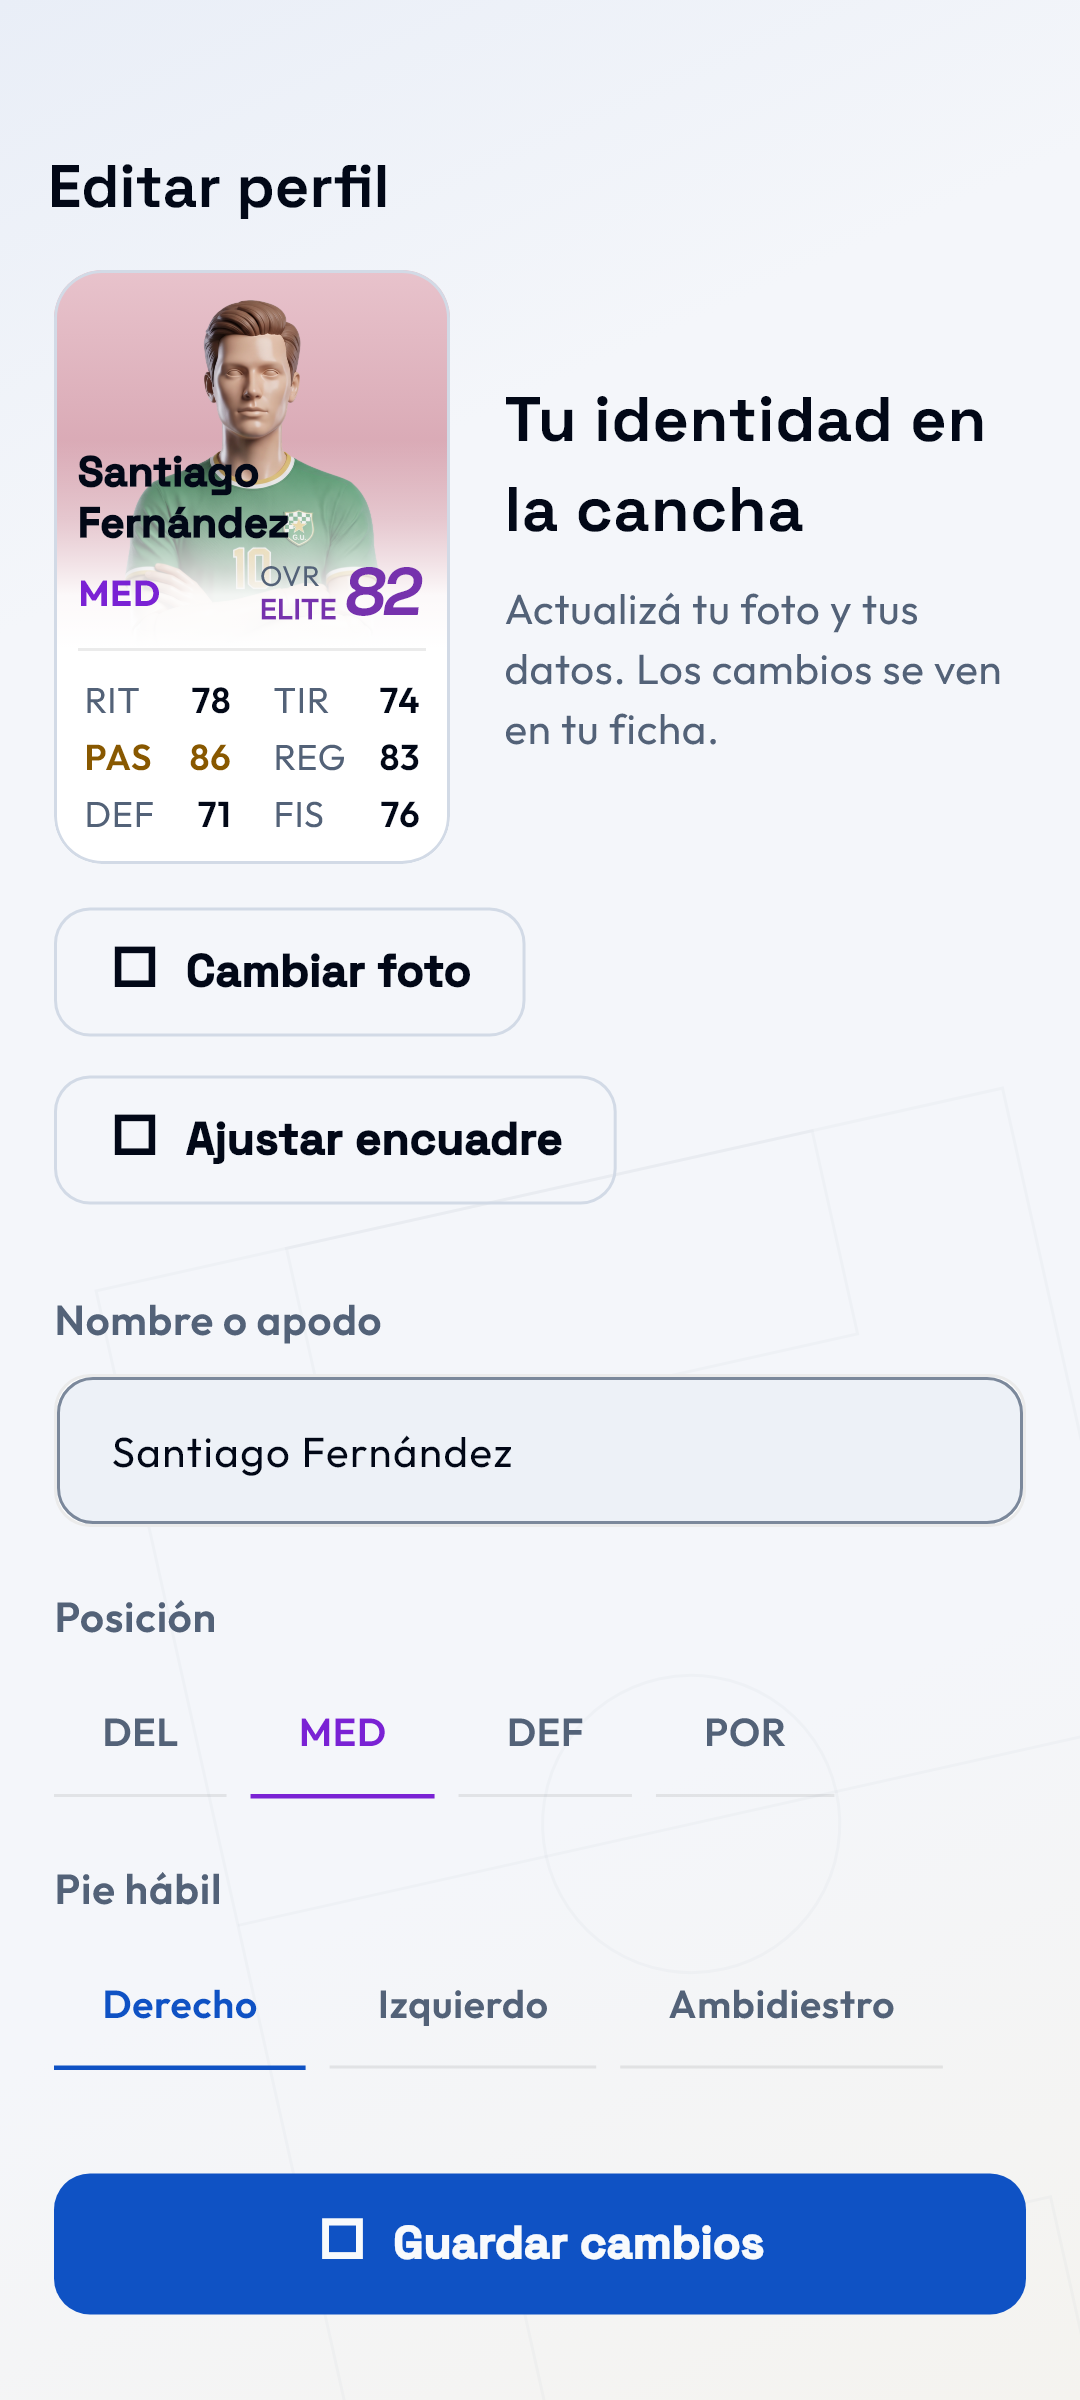 Editar perfil
Santiago
Fernández
10
G.U.
MED
OVR
ELITE
82
RIT 78 TIR 74
PAS 86 REG 83
DEF 71 FIS 76
Tu identidad en
la cancha
Actualizá tu foto y tus
datos. Los cambios se ven
en tu ficha.
Cambiar foto
Ajustar encuadre
Nombre o apodo
Santiago Fernández
Posición
DEL MED DEF POR
Pie hábil
Derecho Izquierdo Ambidiestro
Guardar cambios